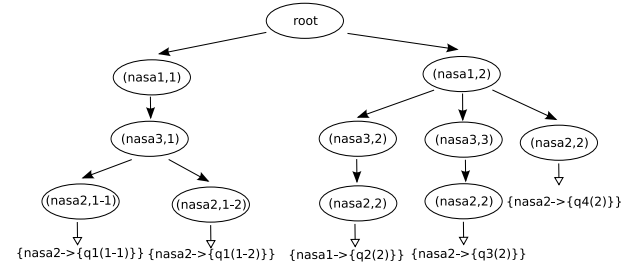 root
(nasa1,1)
(nasa1,2)
(nasa3,1)
(nasa3,2)
(nasa3,3)
(nasa2,2)
(nasa2,1-1)
(nasa2,1-2)
(nasa2,2)
(nasa2,2)
{nasa2->{q4(2)}}
{nasa2->{q1(1-1)}}
{nasa2->{q1(1-2)}}
{nasa1->{q2(2)}}
{nasa2->{q3(2)}}